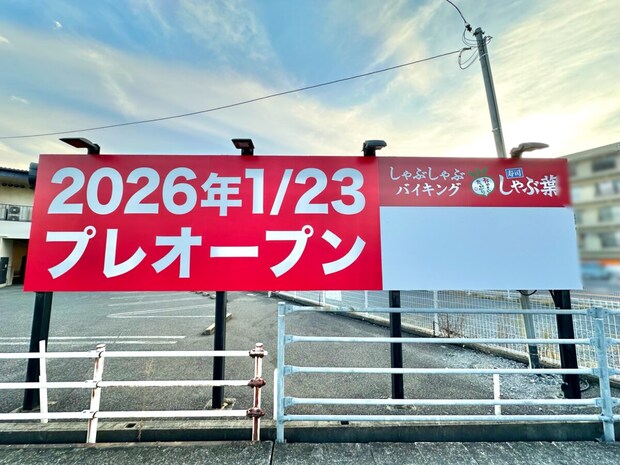 2026年1/23
プレオープン
しゃぶしゃぶ
バイキング
寿司
しゃぶ葉